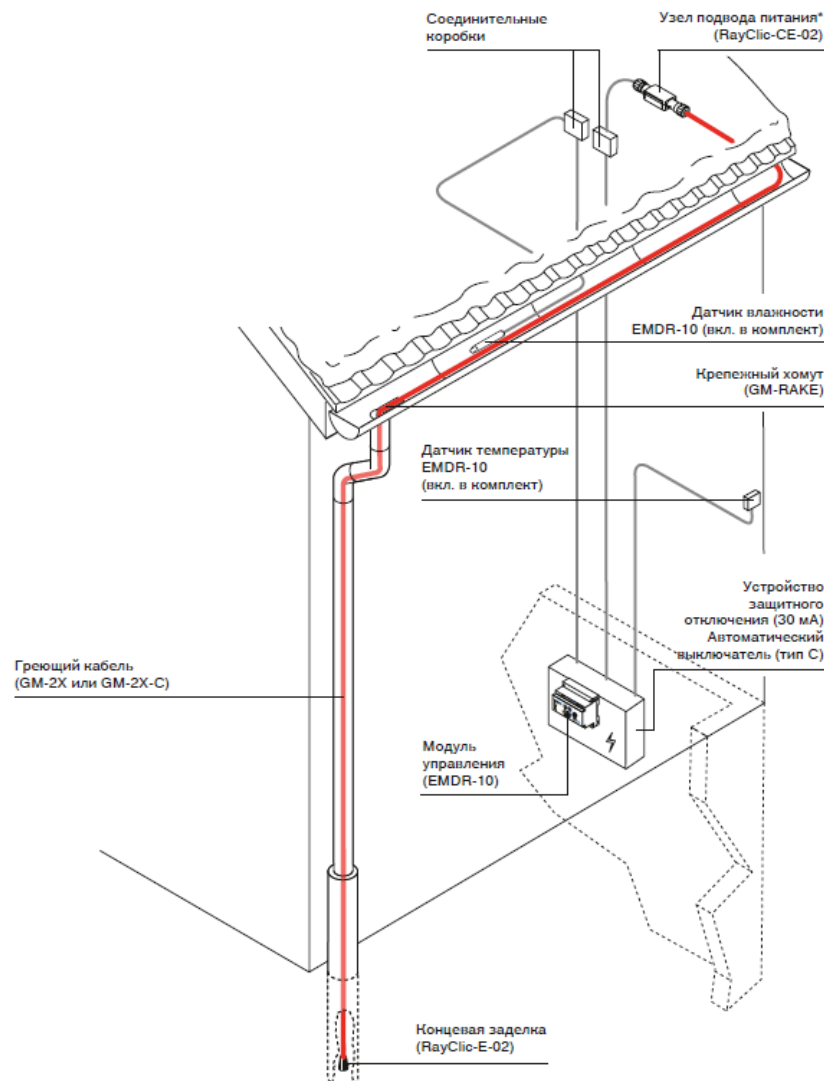 Соединительные
коробки
Узел подвода питания*
(RayClic-CE-02)
Датчик влажности
EMDR-10 (вкл. в комплект)
Крепежный хомут
(GM-RAKE)
Датчик температуры
EMDR-10
(вкл. в комплект)
Устройство
защитного
отключения (30 мА)
Автоматический
выключатель (тип С)
Греющий кабель
(GM-2X или GM-2X-C)
Модуль
управления
(EMDR-10)
Концевая заделка
(RayClic-E-02)